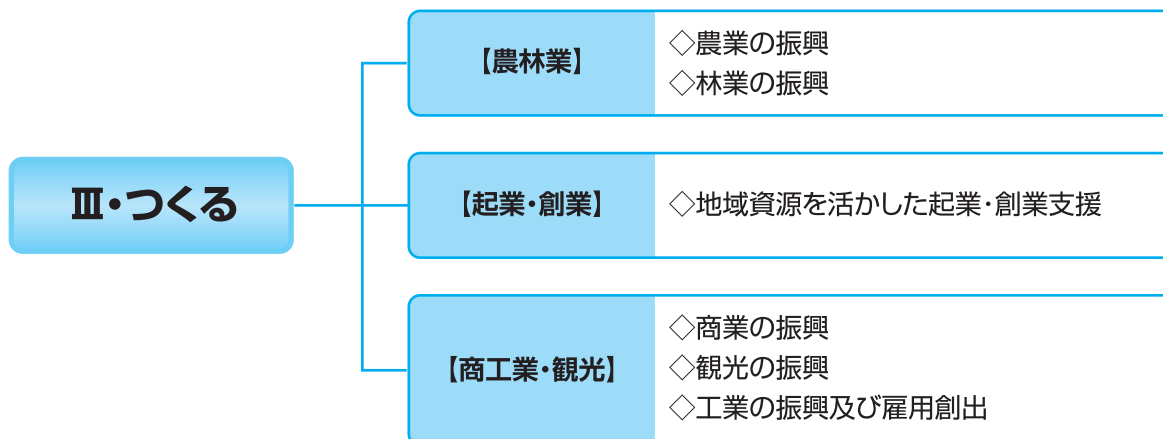 Ⅲ・つくる
【農林業】
◇農業の振興
◇林業の振興
【起業・創業】
◇地域資源を活かした起業・創業支援
【商工業・観光】
◇商業の振興
◇観光の振興
◇工業の振興及び雇用創出